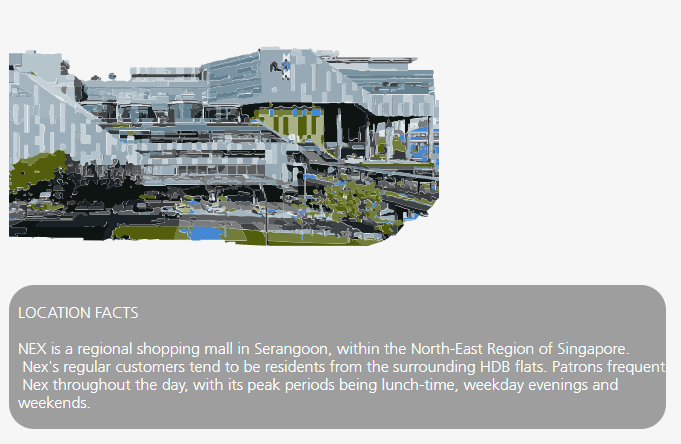 LOCATION FACTS
NEX is a regional shopping mall in Serangoon, within the North-East Region of Singapore.
Nex's regular customers tend to be residents from the surrounding HDB flats. Patrons frequent
Nex throughout the day, with its peak periods being lunch-time, weekday evenings and
weekends.